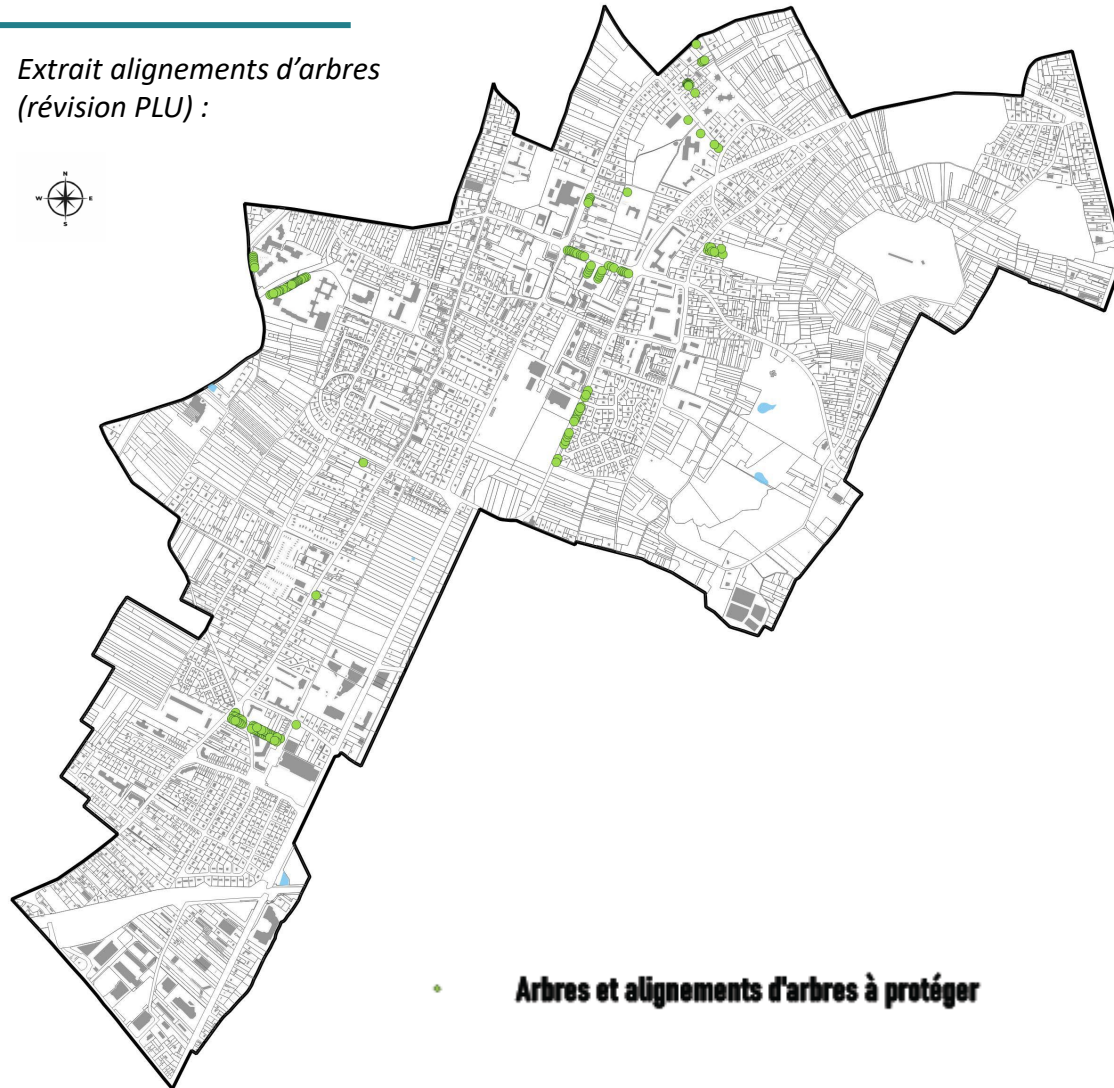 Extrait alignements d'arbres
(révision PLU) :
N
W E
S
Arbres et alignements d'arbres à protéger